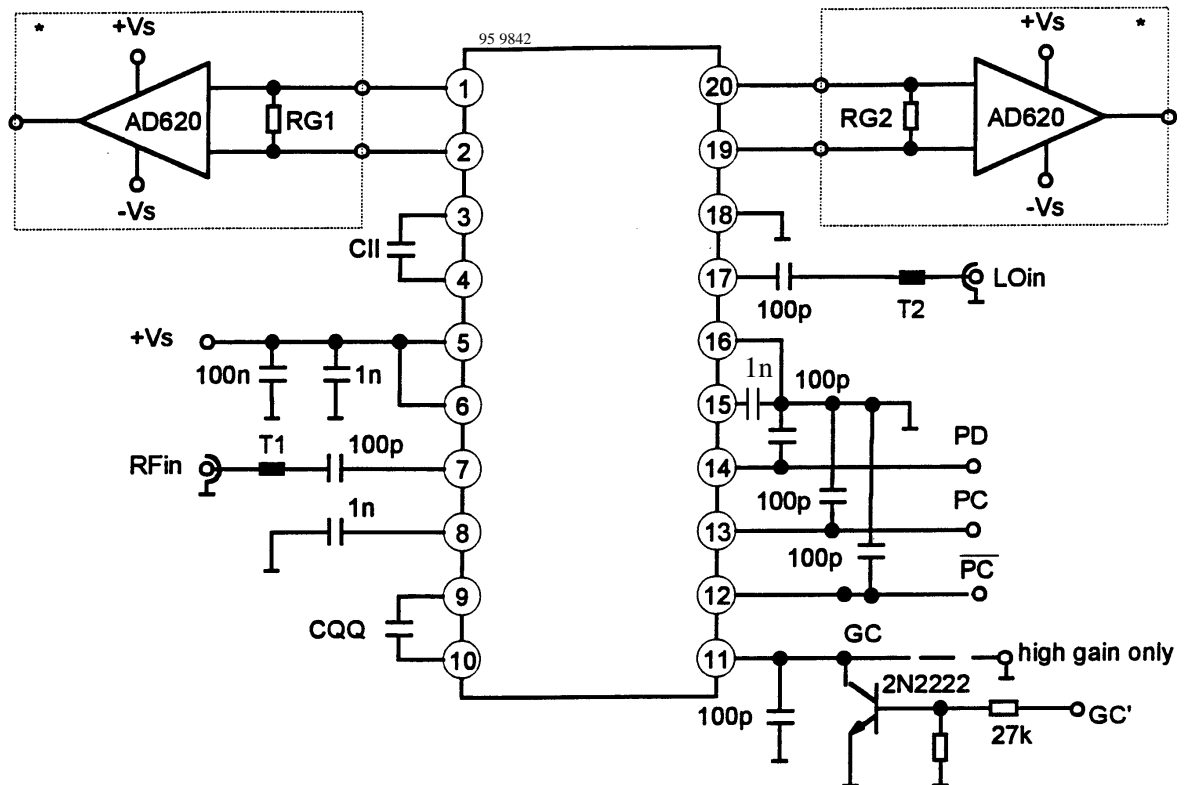 * +Vs 95 9842 +Vs *
1 20
AD620 RG1 RG2 AD620
2 19
-Vs 3 18 -Vs
CII
4 17 LOin
100p T2
+Vs 5 16
100n 1n 1n 100p
6 15
T1 100p PD
RFin 7 14
100p PC
1n
8 13
100p PC
9 12
CQQ GC
10 11 high gain only
2N2222
100p GC'
27k